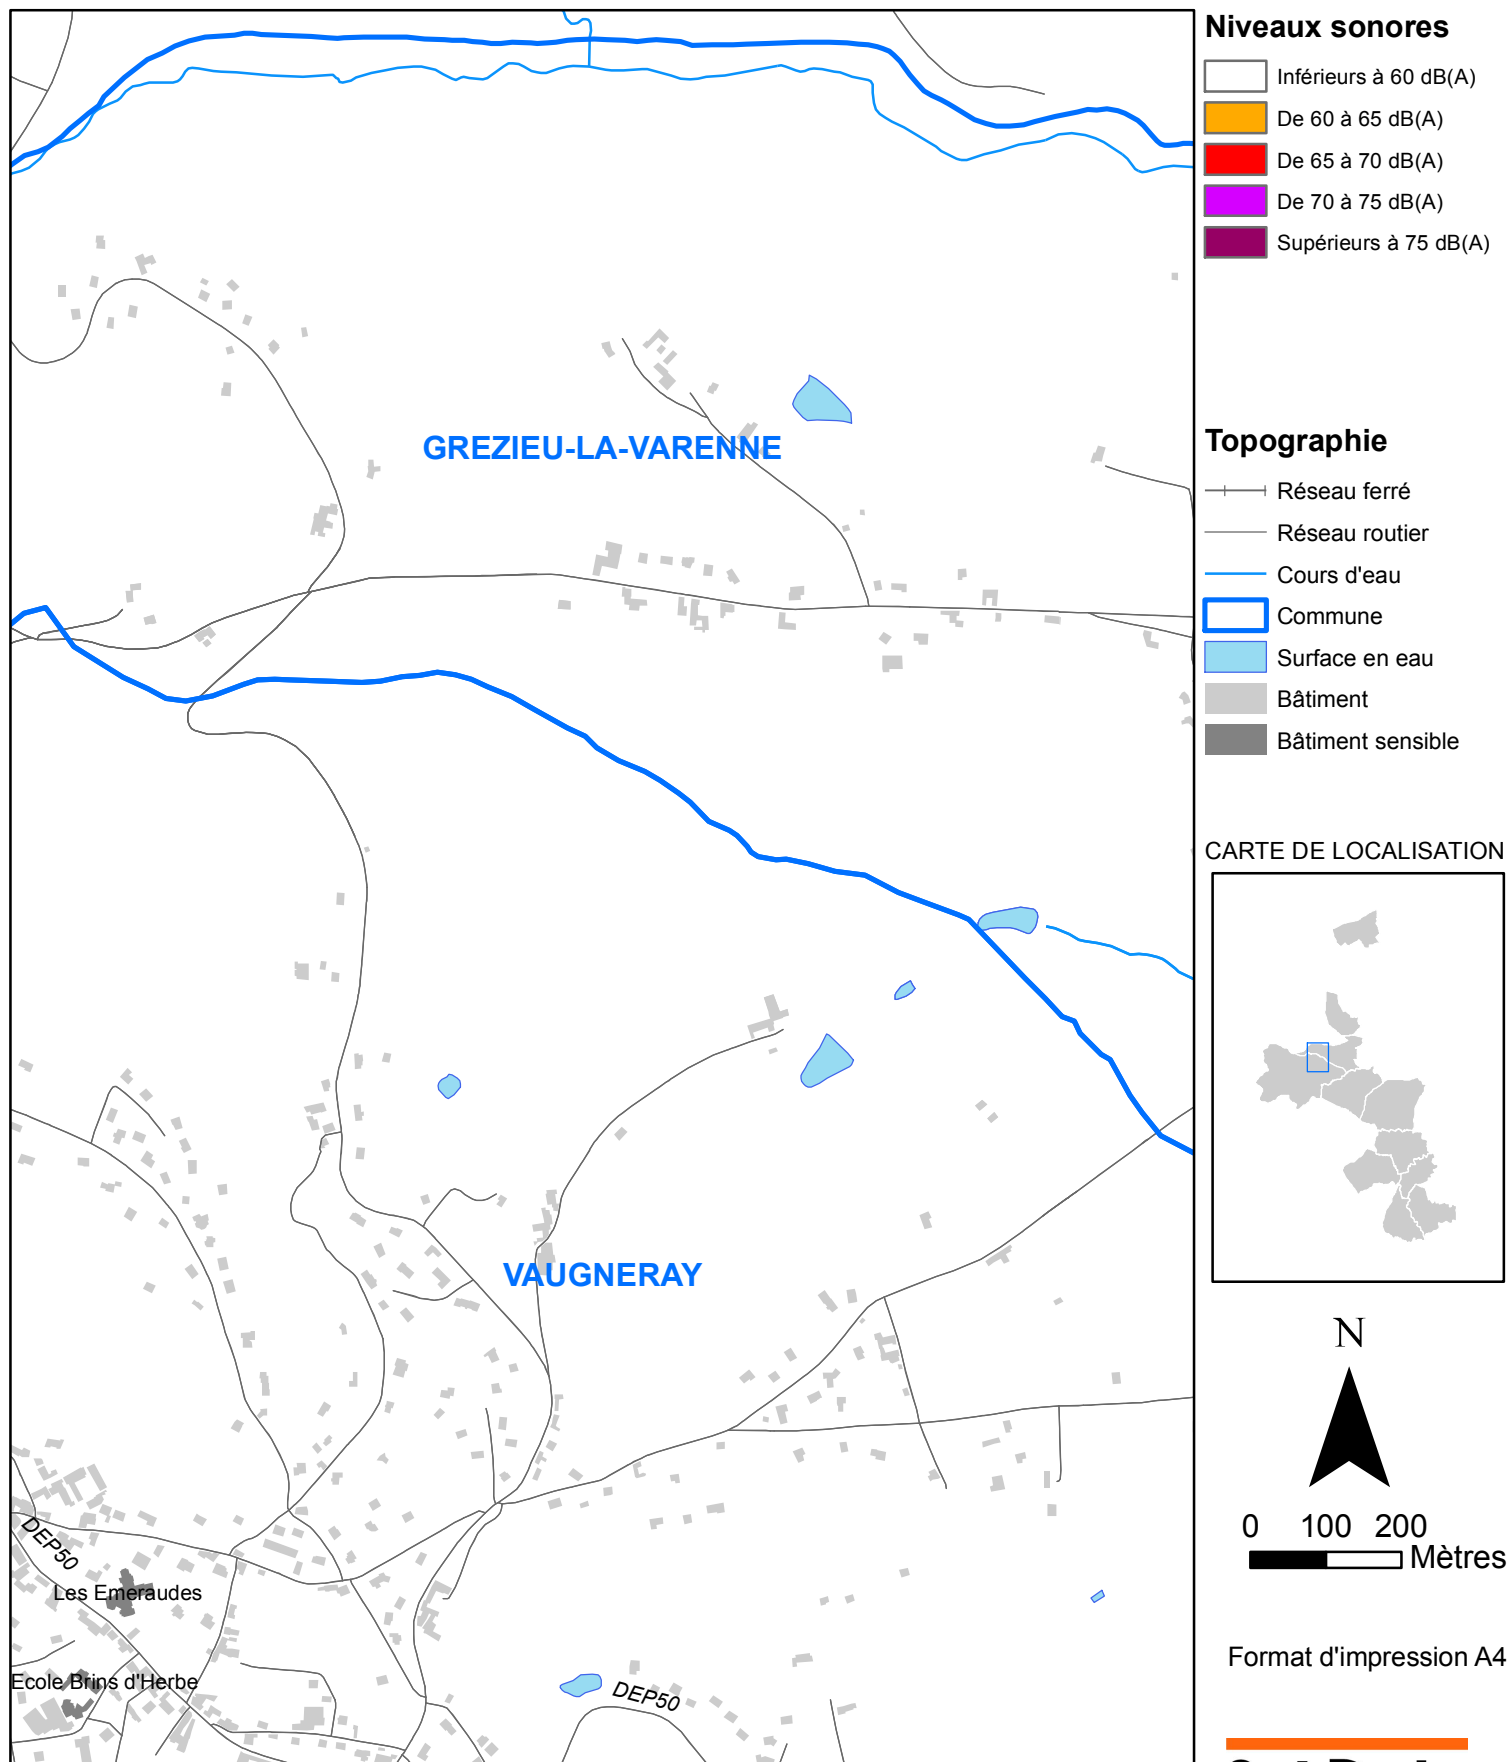 Niveaux sonores
Inférieurs à 60 dB(A)
De 60 à 65 dB(A)
De 65 à 70 dB(A)
De 70 à 75 dB(A)
Supérieurs à 75 dB(A)
GREZIEU-LA-VARENNE
Topographie
Réseau ferré
Réseau routier
Cours d'eau
Commune
Surface en eau
Bâtiment
Bâtiment sensible
CARTE DE LOCALISATION
VAUGNERAY
N
0 100 200
Mètres
DEP50
Les Emeraudes
Ecole Brins d'Herbe
DEP50
Format d'impression A4